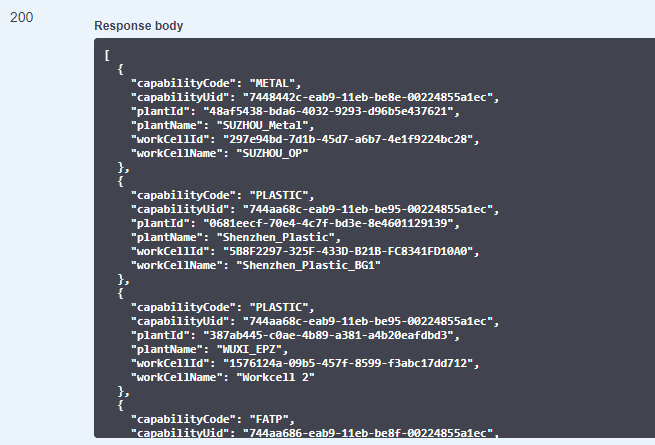 200
Response body
[
{
"capabilityCode": "METAL",
"capabilityUid": "7448442c-eab9-11eb-be8e-00224855a1ec",
"plantId": "48af5438-bda6-4032-9293-d96b5e437621",
"plantName": "SUZHOU_Metal",
"workCellId": "297e94bd-7d1b-45d7-a6b7-4e1f9224bc28",
"workCellName": "SUZHOU_OP"
},
{
"capabilityCode": "PLASTIC",
"capabilityUid": "744aa68c-eab9-11eb-be95-00224855a1ec",
"plantId": "0681eecf-70e4-4c7f-bd3e-8e4601129139",
"plantName": "Shenzhen_Plastic",
"workCellId": "5B8F2297-325F-433D-B21B-FC8341FD10A0",
"workCellName": "Shenzhen_Plastic_BG1"
},
{
"capabilityCode": "PLASTIC",
"capabilityUid": "744aa68c-eab9-11eb-be95-00224855a1ec",
"plantId": "387ab445-c0ae-4b89-a381-a4b20eafdbd3",
"plantName": "WUXI_EPZ",
"workCellId": "1576124a-09b5-457f-8599-f3abc17dd712",
"workCellName": "Workcell 2"
},
{
"capabilityCode": "FATP",
"capabilityUid": "744aa686-eab9-11eb-be8f-00224855a1ec",